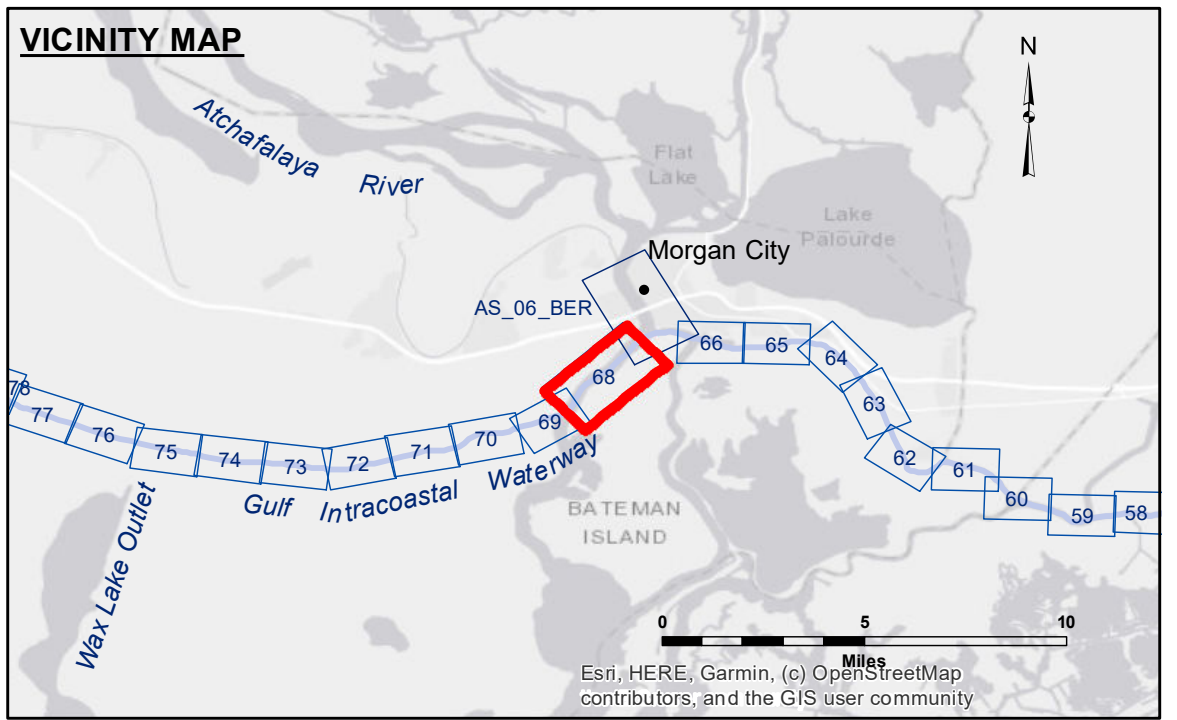 VICINITY MAP
N
Atchafalaya
River
Flat
Lake
Lake
Palourde
Morgan City
AS_06_BER
66
65
64
68
63
78
77
76
75
74
73
72
71
70
69
62
61
60
59
58
Gulf Intracoastal Waterway
Wax Lake Outlet
BATEMAN
ISLAND
0 5 10
Miles
Esri, HERE, Garmin, (c) OpenStreetMap
contributors, and the GIS user community